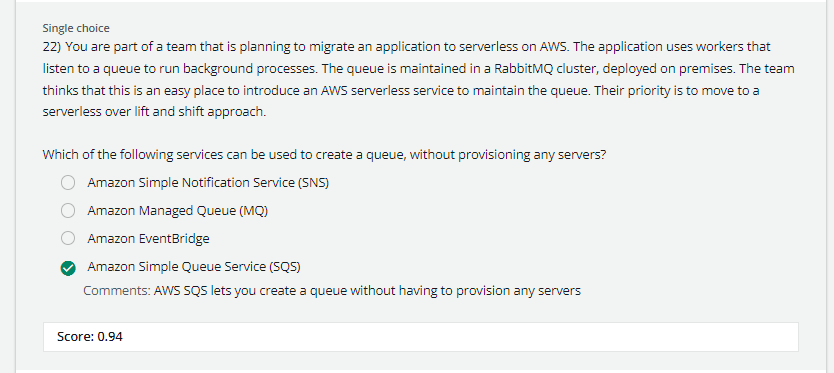 Single choice
22) You are part of a team that is planning to migrate an application to serverless on AWS. The application uses workers that
listen to a queue to run background processes. The queue is maintained in a RabbitMQ cluster, deployed on premises. The team
thinks that this is an easy place to introduce an AWS serverless service to maintain the queue. Their priority is to move to a
serverless over lift and shift approach.
Which of the following services can be used to create a queue, without provisioning any servers?
Amazon Simple Notification Service (SNS)
Amazon Managed Queue (MQ)
Amazon EventBridge
Amazon Simple Queue Service (SQS)
Comments: AWS SQS lets you create a queue without having to provision any servers
Score: 0.94